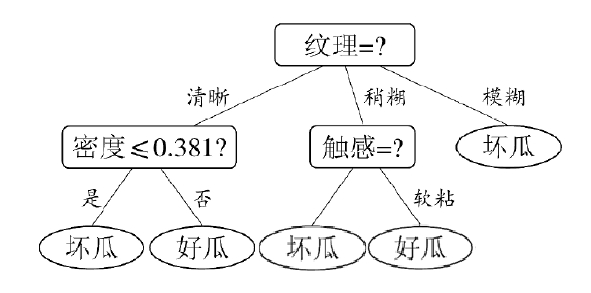 纹理=?
清晰 稍糊 模糊
密度≤0.381? 触感=? 坏瓜
是 否 软粘
坏瓜 好瓜 坏瓜 好瓜